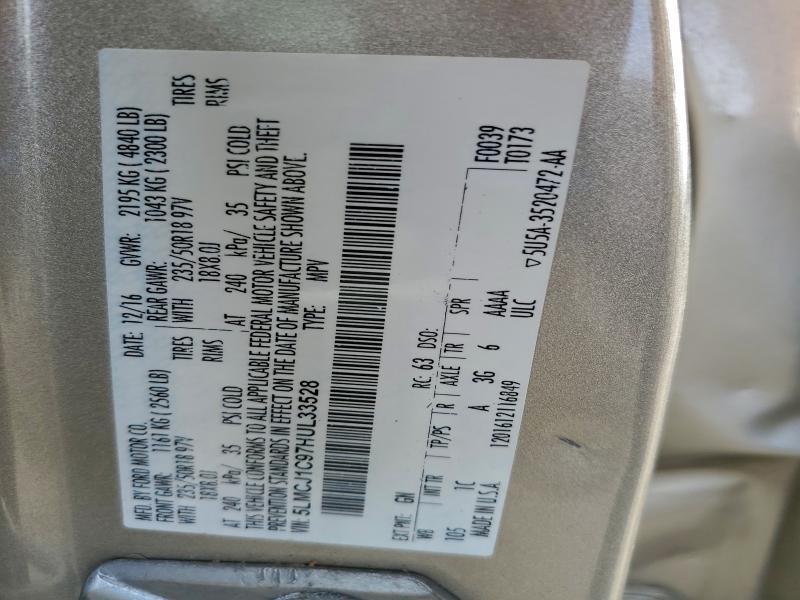 MFD. BY FORD MOTOR CO.
DATE: 12/16 GVWR: 2195 KG ( 4840 LB)
FRONT GAWR: 1161 KG ( 2560 LB) REAR GAWR: 1043 KG ( 2300 LB)
235/50R18 97V TIRES WITH 235/50R18 97V TIRES
18X8.0J RIMS 18X8.0J RIMS
AT 240 kPa/ 35 PSI COLD AT 240 kPa/ 35 PSI COLD
THIS VEHICLE CONFORMS TO ALL APPLICABLE FEDERAL MOTOR VEHICLE SAFETY AND THEFT
PREVENTION STANDARDS IN EFFECT ON THE DATE OF MANUFACTURE SHOWN ABOVE.
VIN: 5LMCJ1C97HUL33528 TYPE: MPV
F0039
T0173
EXT PNT: GN RC: 63 DSO:
WB INT TR TP/PS R AXLE TR SPR
105 TC A 3G 6 AAAA
MADE IN U.S.A. 12016121 16849 ULC
▽5U5A-3520472-AA